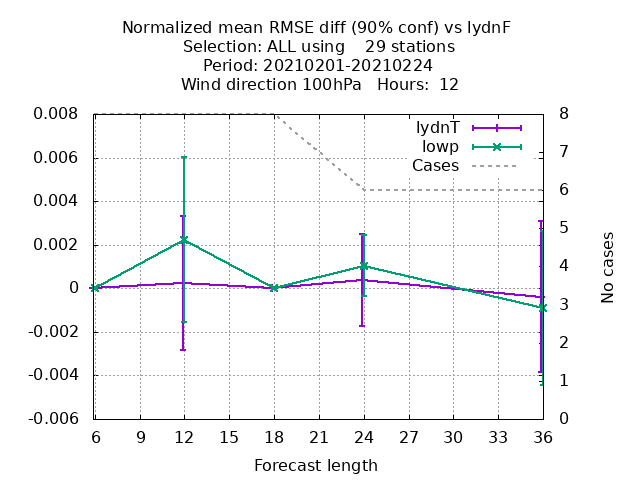 Normalized mean RMSE diff (90% conf) vs lydnF
Selection: ALL using    29 stations
Period: 20210201-20210224
Wind direction 100hPa   Hours:  12
lydnT
lowp
Cases
0.008
0.006
0.004
0.002
0
-0.002
-0.004
-0.006
8
7
6
5
4
3
2
1
0
No cases
6 9 12 15 18 21 24 27 30 33 36
Forecast length